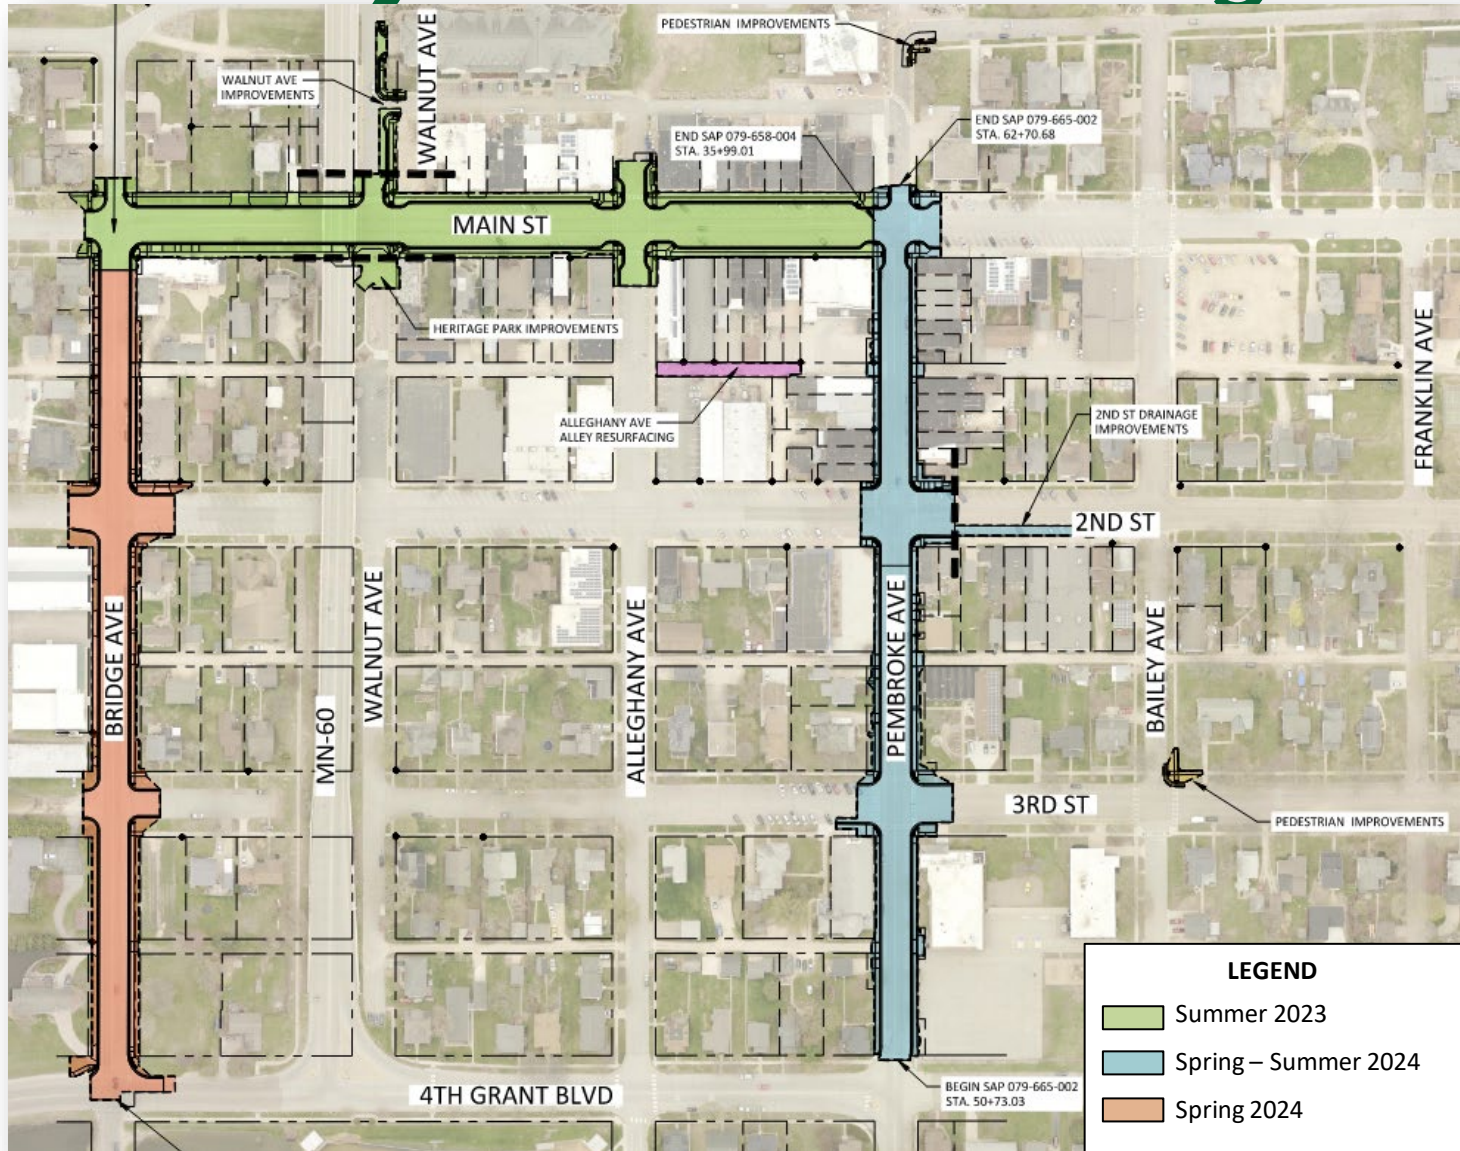 PEDESTRIAN IMPROVEMENTS
WALNUT AVE
IMPROVEMENTS
WALNUT AVE
END SAP 079-658-004
STA. 35+99.01
END SAP 079-665-002
STA. 62+70.68
MAIN ST
HERITAGE PARK IMPROVEMENTS
ALLEGHANY AVE
ALLEY RESURFACING
2ND ST DRAINAGE
IMPROVEMENTS
FRANKLIN AVE
2ND ST
BRIDGE AVE
MN-60
WALNUT AVE
ALLEGHANY AVE
PEMBROKE AVE
BAILEY AVE
3RD ST
PEDESTRIAN IMPROVEMENTS
4TH GRANT BLVD
BEGIN SAP 079-665-002
STA. 50+73.03
LEGEND
Summer 2023
Spring – Summer 2024
Spring 2024